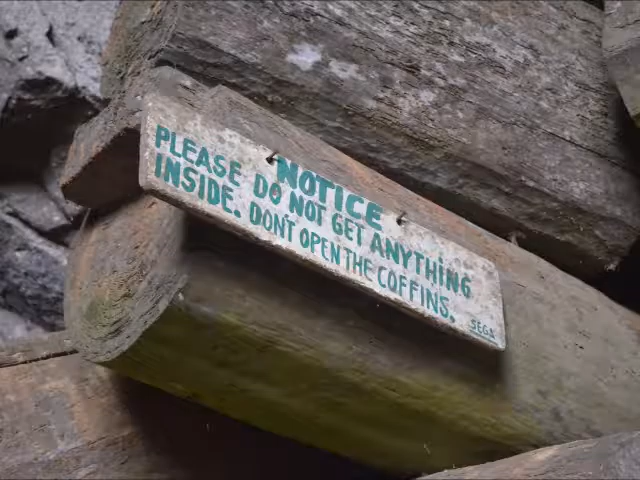 NOTICE
PLEASE DO NOT GET ANYTHiNG
INSIDE. DON'T OPEN THE COFFINS.
SEGA